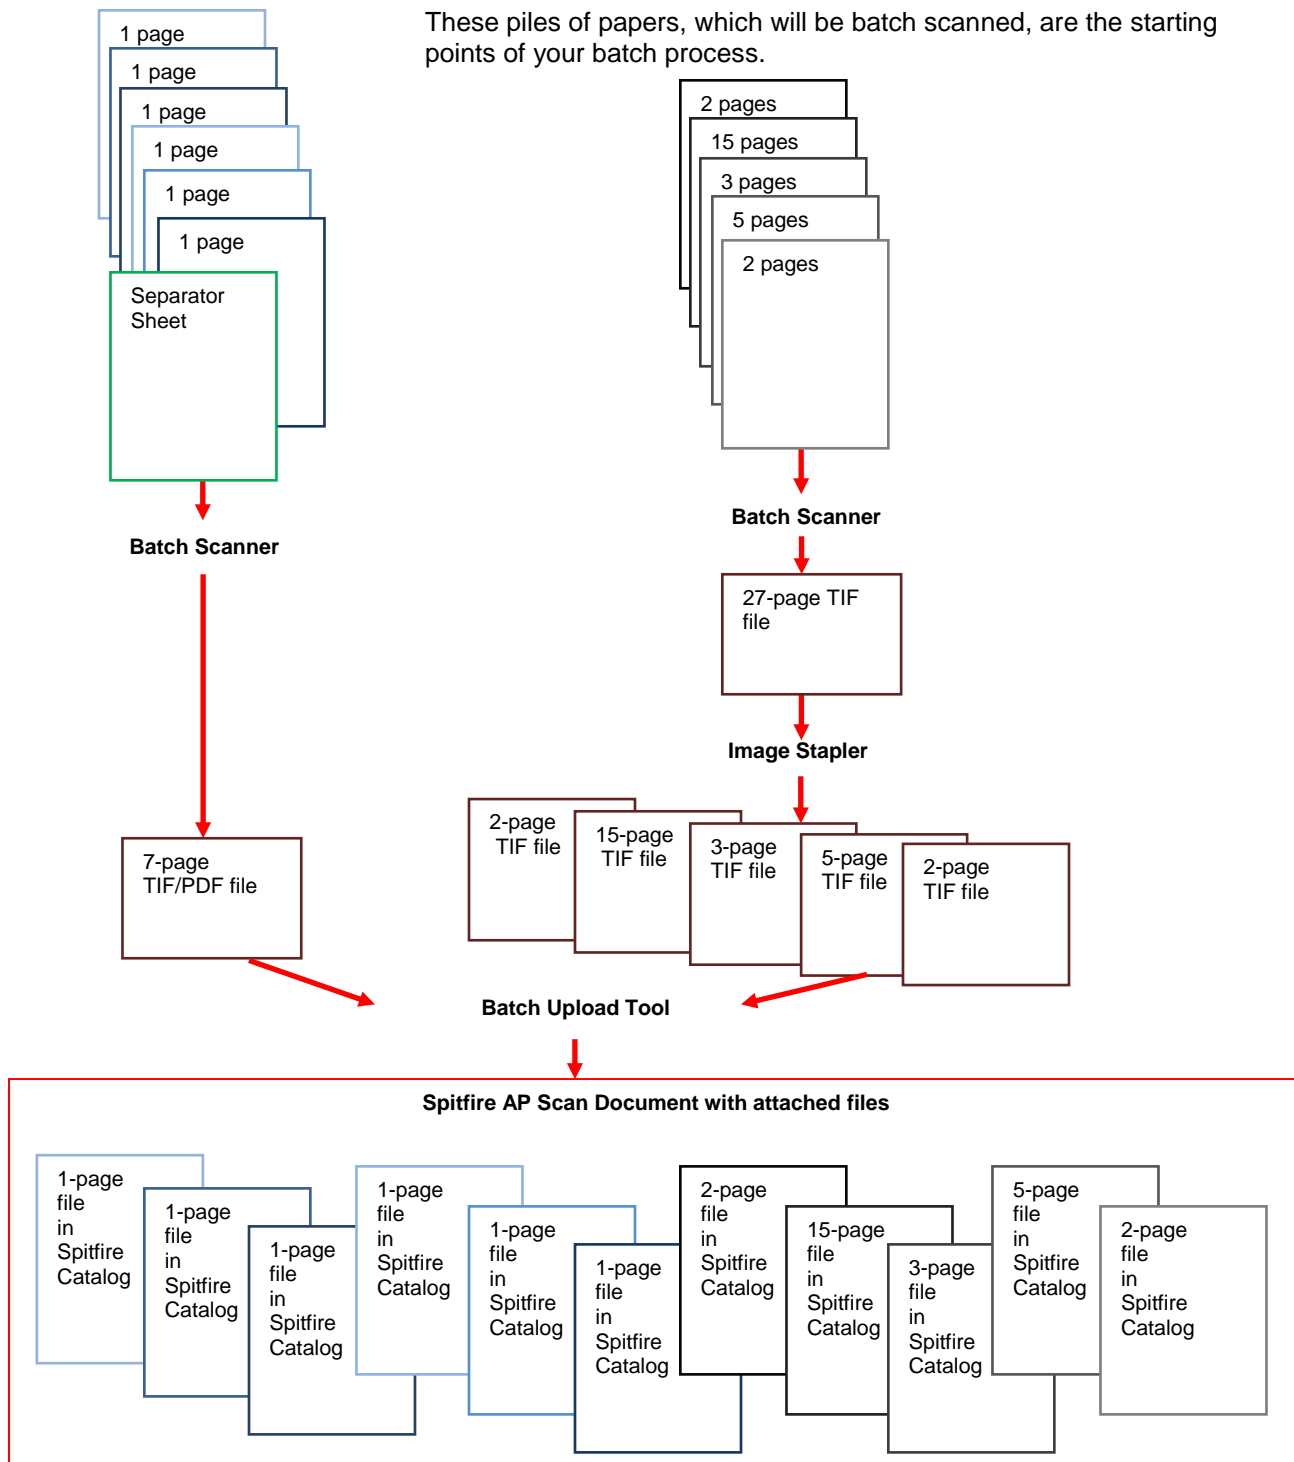 These piles of papers, which will be batch scanned, are the starting
points of your batch process.
1 page
1 page
1 page
1 page
1 page
1 page
Separator
Sheet
Batch Scanner
2 pages
15 pages
3 pages
5 pages
2 pages
Batch Scanner
27-page TIF
file
Image Stapler
7-page
TIF/PDF file
2-page
TIF file
15-page
TIF file
3-page
TIF file
5-page
TIF file
2-page
TIF file
Batch Upload Tool
Spitfire AP Scan Document with attached files
1-page
file
in
Spitfire
Catalog
1-page
file
in
Spitfire
Catalog
1-page
file
in
Spitfire
Catalog
1-page
file
in
Spitfire
Catalog
1-page
file
in
Spitfire
Catalog
1-page
file
in
Spitfire
Catalog
2-page
file
in
Spitfire
Catalog
15-page
file
in
Spitfire
Catalog
3-page
file
in
Spitfire
Catalog
5-page
file
in
Spitfire
Catalog
2-page
file
in
Spitfire
Catalog